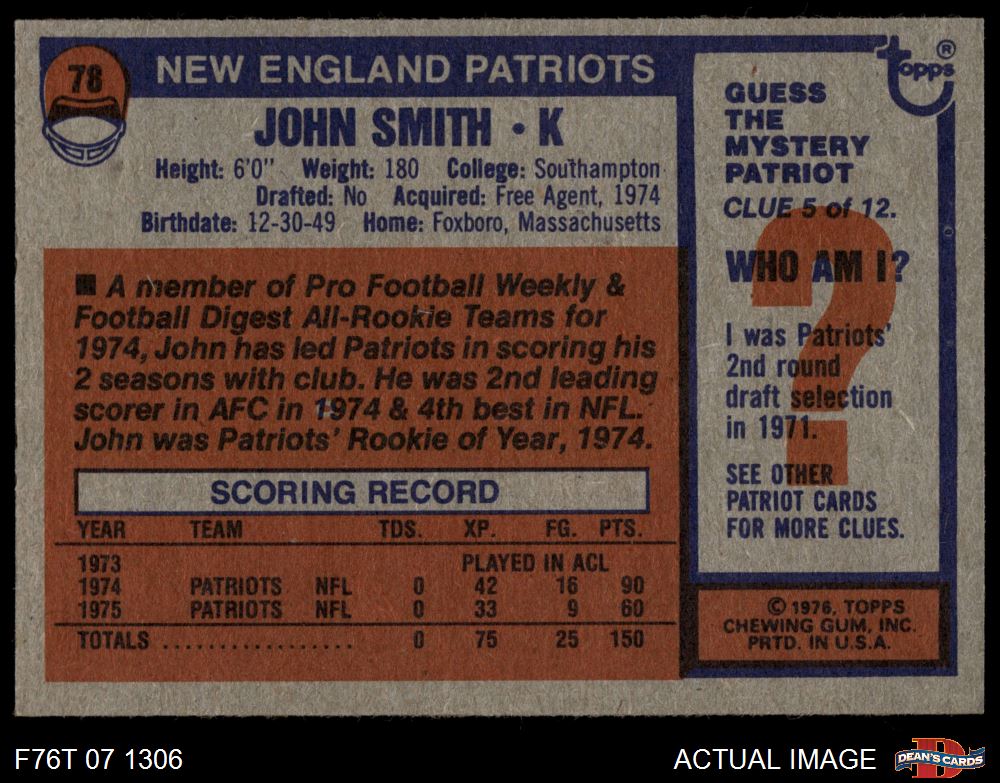 78
NEW ENGLAND PATRIOTS
JOHN SMITH • K
Height: 6'0" Weight: 180 College: Southampton
Drafted: No Acquired: Free Agent, 1974
Birthdate: 12-30-49 Home: Foxboro, Massachusetts
■ A member of Pro Football Weekly &
Football Digest All-Rookie Teams for
1974, John has led Patriots in scoring his
2 seasons with club. He was 2nd leading
scorer in AFC in 1974 & 4th best in NFL.
John was Patriots' Rookie of Year, 1974.
SCORING RECORD
YEAR TEAM TDS. XP. FG. PTS.
1973 PLAYED IN ACL
1974 PATRIOTS NFL 0 42 16 90
1975 PATRIOTS NFL 0 33 9 60
TOTALS .................. 0 75 25 150
topps ®
GUESS
THE
MYSTERY
PATRIOT
CLUE 5 of 12.
?
WHO AM I?
I was Patriots'
2nd round
draft selection
in 1971.
SEE OTHER
PATRIOT CARDS
FOR MORE CLUES.
© 1976, TOPPS
CHEWING GUM, INC.
PRTD. IN U.S.A.
F76T 07 1306
ACTUAL IMAGE
D
DEAN'S CARDS